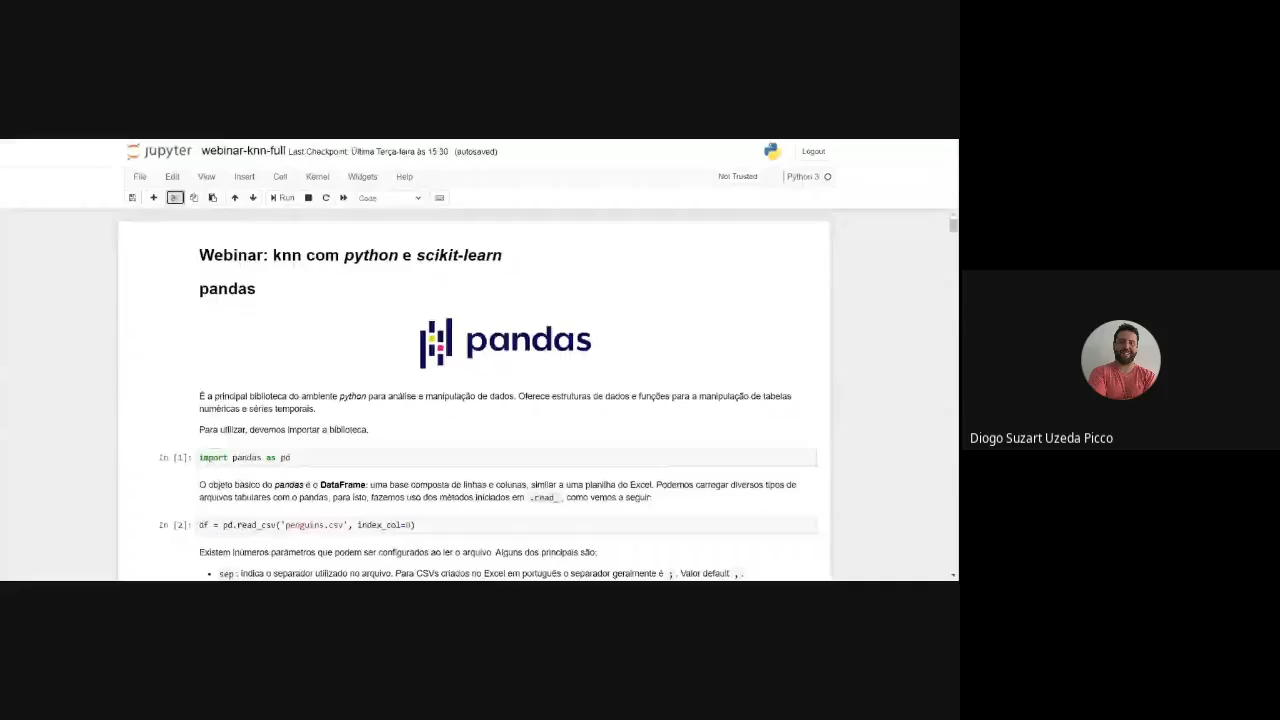 jupyter webinar-knn-full Last Checkpoint: Última Terça-feira às 15:30 (autosaved)
Logout
File Edit View Insert Cell Kernel Widgets Help
Not Trusted
Python 3
Run
Code
Webinar: knn com python e scikit-learn
pandas
pandas
É a principal biblioteca do ambiente python para análise e manipulação de dados. Oferece estruturas de dados e funções para a manipulação de tabelas
numéricas e séries temporais.
Para utilizar, devemos importar a biblioteca.
In [1]: import pandas as pd
O objeto básico do pandas é o DataFrame: uma base composta de linhas e colunas, similar a uma planilha do Excel. Podemos carregar diversos tipos de
arquivos tabulares com o pandas, para isto, fazemos uso dos métodos iniciados em .read_, como vemos a seguir:
In [2]: df = pd.read_csv('penguins.csv', index_col=0)
Existem inúmeros parâmetros que podem ser configurados ao ler o arquivo. Alguns dos principais são:
• sep: indica o separador utilizado no arquivo. Para CSVs criados no Excel em português o separador geralmente é ;. Valor default ,.
Diogo Suzart Uzeda Picco